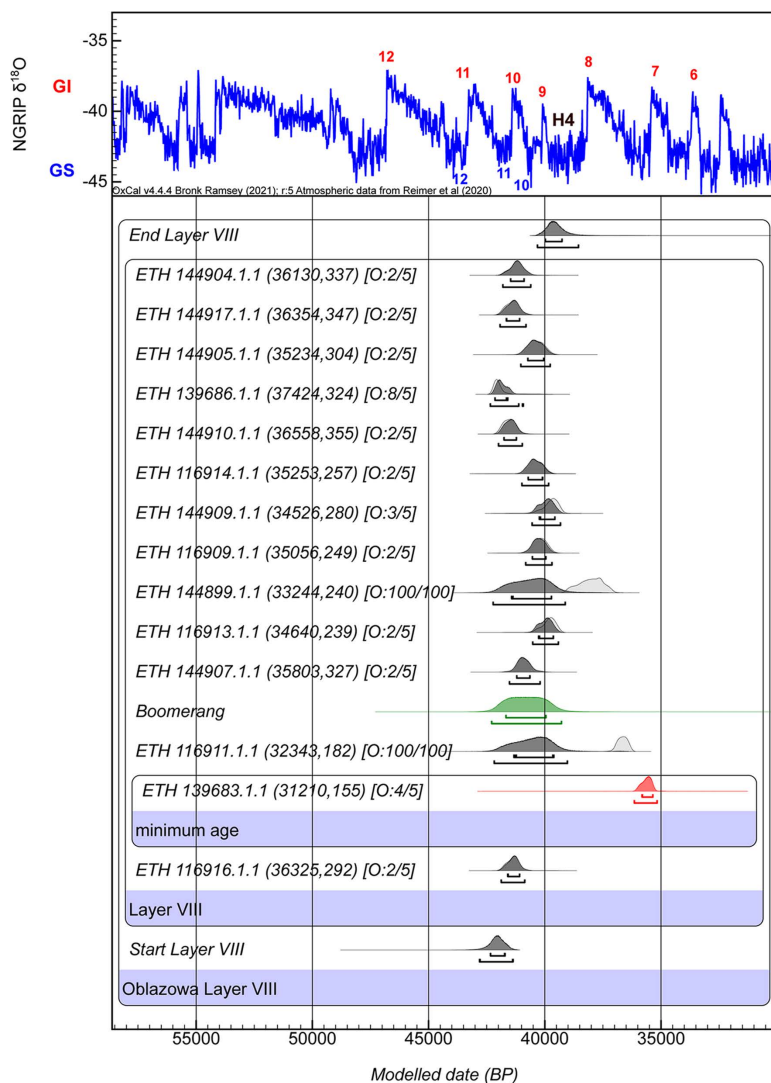 -35
-40
-45
NGRIP δ18O
GI
GS
12
11
10
9
H4
8
7
6
12
11
10
OxCal v4.4.4 Bronk Ramsey (2021); r:5 Atmospheric data from Reimer et al (2020)
End Layer VIII
ETH 144904.1.1 (36130,337) [O:2/5]
ETH 144917.1.1 (36354,347) [O:2/5]
ETH 144905.1.1 (35234,304) [O:2/5]
ETH 139686.1.1 (37424,324) [O:8/5]
ETH 144910.1.1 (36558,355) [O:2/5]
ETH 116914.1.1 (35253,257) [O:2/5]
ETH 144909.1.1 (34526,280) [O:3/5]
ETH 116909.1.1 (35056,249) [O:2/5]
ETH 144899.1.1 (33244,240) [O:100/100]
ETH 116913.1.1 (34640,239) [O:2/5]
ETH 144907.1.1 (35803,327) [O:2/5]
Boomerang
ETH 116911.1.1 (32343,182) [O:100/100]
ETH 139683.1.1 (31210,155) [O:4/5]
minimum age
ETH 116916.1.1 (36325,292) [O:2/5]
Layer VIII
Start Layer VIII
Oblazowa Layer VIII
55000 50000 45000 40000 35000
Modelled date (BP)